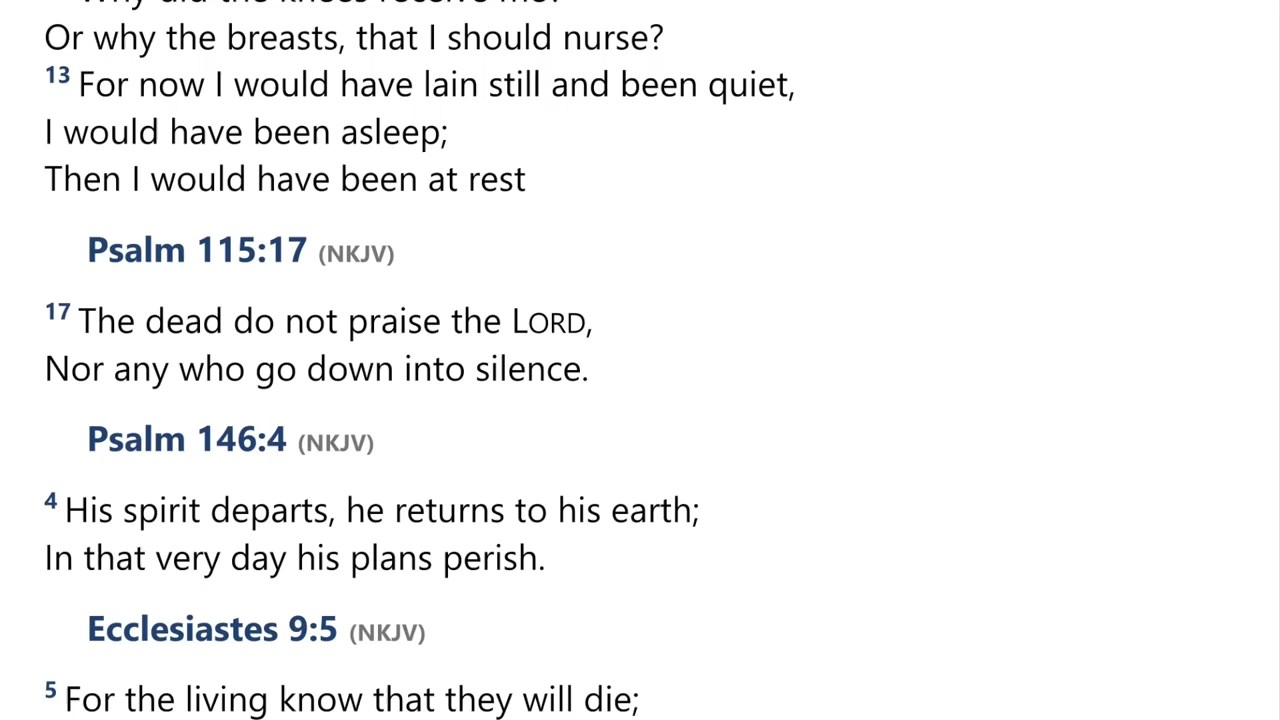 Or why the breasts, that I should nurse?
13 For now I would have lain still and been quiet,
I would have been asleep;
Then I would have been at rest
Psalm 115:17 (NKJV)
17 The dead do not praise the LORD,
Nor any who go down into silence.
Psalm 146:4 (NKJV)
4 His spirit departs, he returns to his earth;
In that very day his plans perish.
Ecclesiastes 9:5 (NKJV)
5 For the living know that they will die;